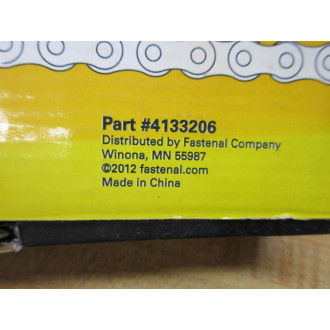 Part #4133206
Distributed by Fastenal Company
Winona, MN 55987
©2012 fastenal.com
Made in China